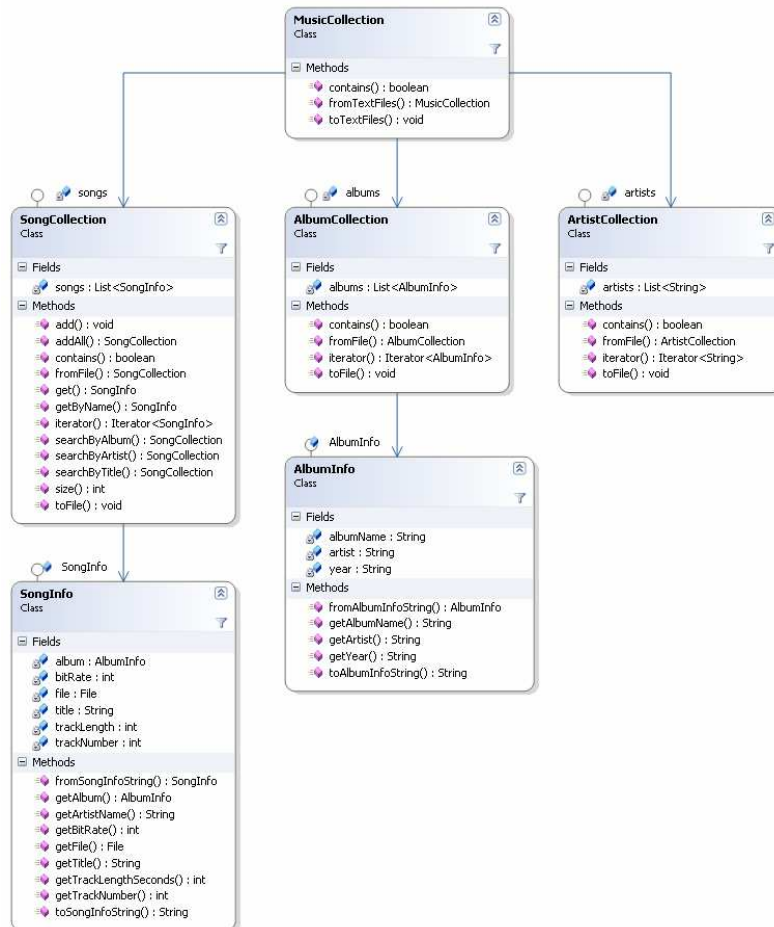 MusicCollection
Class
Methods
contains() : boolean
fromTextFiles() : MusicCollection
toTextFiles() : void
songs
SongCollection
Class
Fields
songs : List<SongInfo>
Methods
add() : void
addAll() : SongCollection
contains() : boolean
fromFile() : SongCollection
get() : SongInfo
getByName() : SongInfo
iterator() : Iterator<SongInfo>
searchByAlbum() : SongCollection
searchByArtist() : SongCollection
searchByTitle() : SongCollection
size() : int
toFile() : void
albums
AlbumCollection
Class
Fields
albums : List<AlbumInfo>
Methods
contains() : boolean
fromFile() : AlbumCollection
iterator() : Iterator<AlbumInfo>
toFile() : void
artists
ArtistCollection
Class
Fields
artists : List<String>
Methods
contains() : boolean
fromFile() : ArtistCollection
iterator() : Iterator<String>
toFile() : void
SongInfo
SongInfo
Class
Fields
album : AlbumInfo
bitRate : int
file : File
title : String
trackLength : int
trackNumber : int
Methods
fromSongInfoString() : SongInfo
getAlbum() : AlbumInfo
getArtistName() : String
getBitRate() : int
getFile() : File
getTitle() : String
getTrackLengthSeconds() : int
getTrackNumber() : int
toSongInfoString() : String
AlbumInfo
AlbumInfo
Class
Fields
albumName : String
artist : String
year : String
Methods
fromAlbumInfoString() : AlbumInfo
getAlbumName() : String
getArtist() : String
getYear() : String
toAlbumInfoString() : String